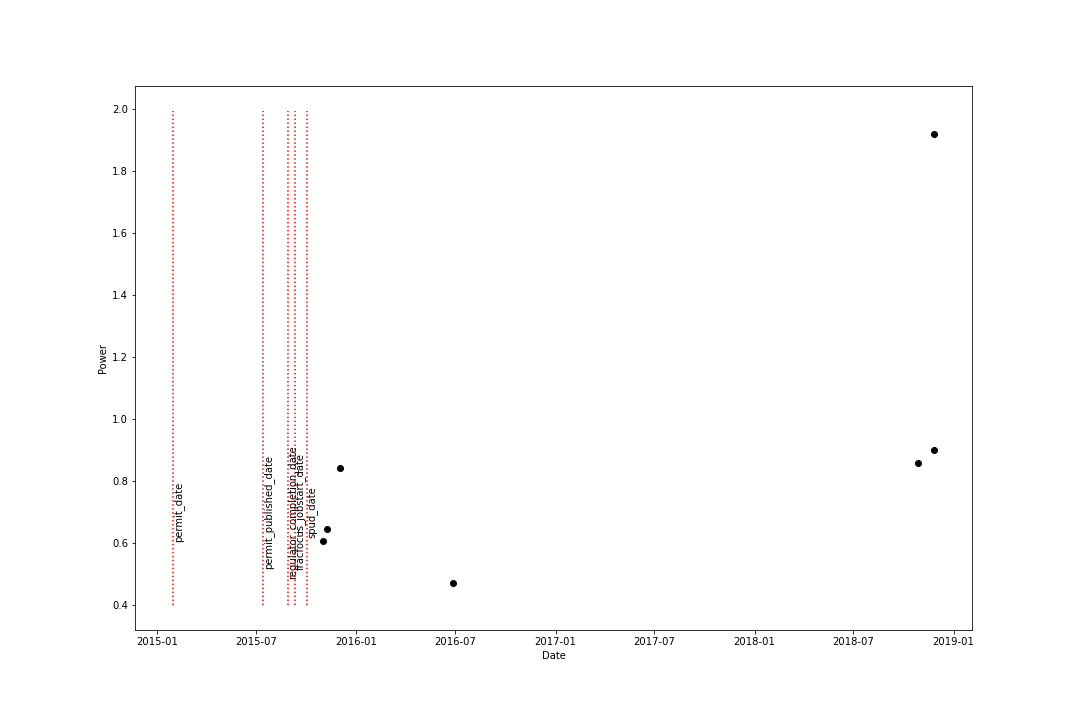 2.0
1.8
1.6
1.4
1.2
1.0
0.8
0.6
0.4
Power
permit_date
permit_published_date
regulator_completion_date
fracfocus_jobstart_date
spud_date
2015-01
2015-07
2016-01
2016-07
2017-01
2017-07
2018-01
2018-07
2019-01
Date